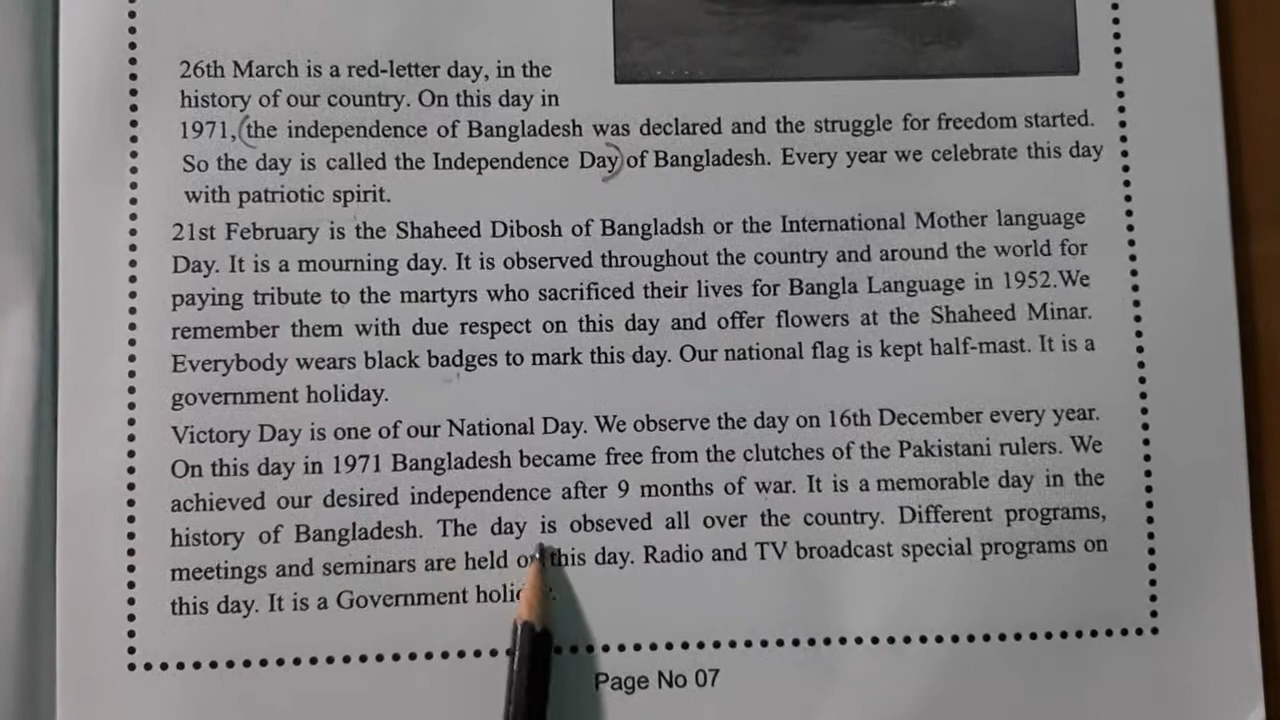 26th March is a red-letter day, in the
history of our country. On this day in
1971, (the independence of Bangladesh was declared and the struggle for freedom started.
So the day is called the Independence Day) of Bangladesh. Every year we celebrate this day
with patriotic spirit.
21st February is the Shaheed Dibosh of Bangladsh or the International Mother language
Day. It is a mourning day. It is observed throughout the country and around the world for
paying tribute to the martyrs who sacrificed their lives for Bangla Language in 1952.We
remember them with due respect on this day and offer flowers at the Shaheed Minar.
Everybody wears black badges to mark this day. Our national flag is kept half-mast. It is a
government holiday.
Victory Day is one of our National Day. We observe the day on 16th December every year.
On this day in 1971 Bangladesh became free from the clutches of the Pakistani rulers. We
achieved our desired independence after 9 months of war. It is a memorable day in the
history of Bangladesh. The day is obseved all over the country. Different programs,
meetings and seminars are held on this day. Radio and TV broadcast special programs on
this day. It is a Government holiday.
Page No 07